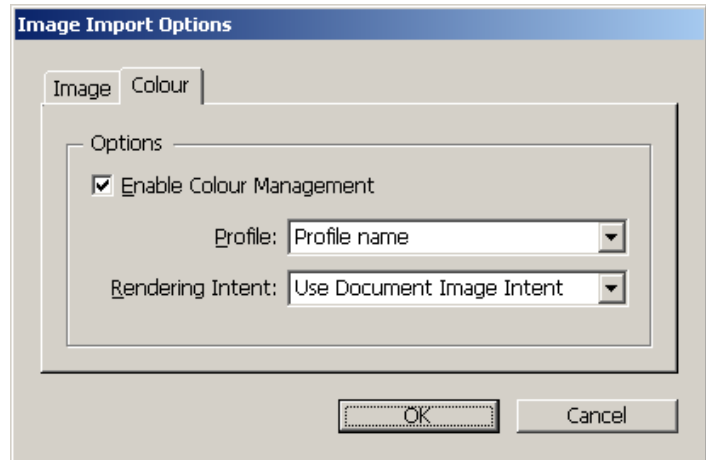 Image Import Options
Image Colour
Options
Enable Colour Management
Profile: Profile name
Rendering Intent: Use Document Image Intent
OK Cancel